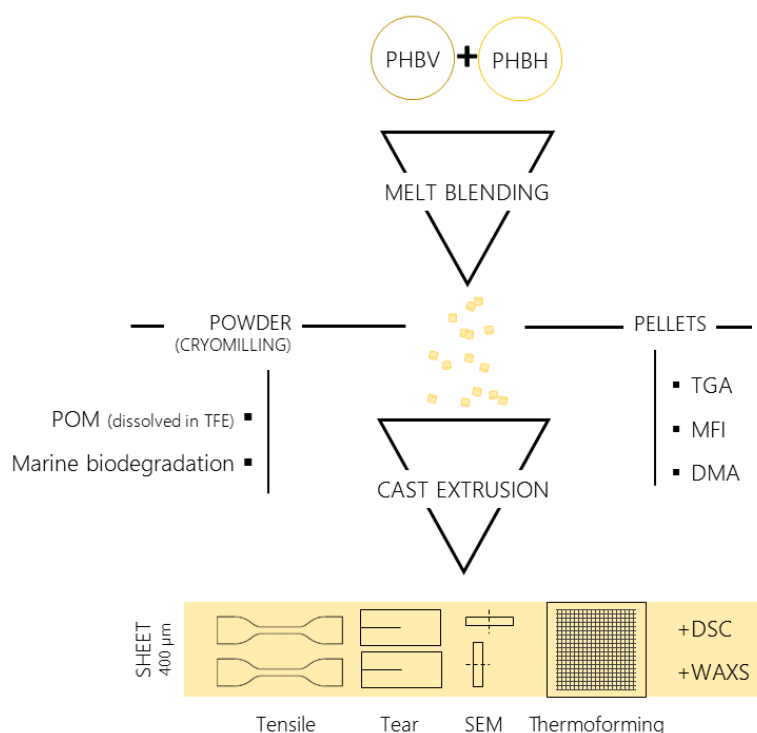 PHBV + PHBH
MELT BLENDING
POWDER
(CRYOMILLING)
POM (dissolved in TFE) ▪
Marine biodegradation ▪
PELLETS
▪ TGA
▪ MFI
▪ DMA
CAST EXTRUSION
SHEET
400 µm
+DSC
+WAXS
Tensile Tear SEM Thermoforming